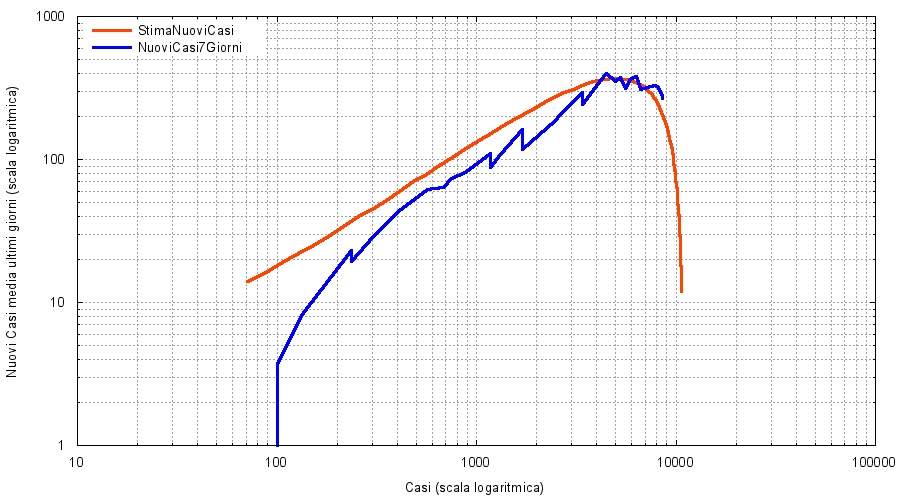 1000
StimaNuoviCasi
NuoviCasi7Giorni
100
10
1
Nuovi Casi media ultimi giorni (scala logaritmica)
10
100
1000
10000
100000
Casi (scala logaritmica)